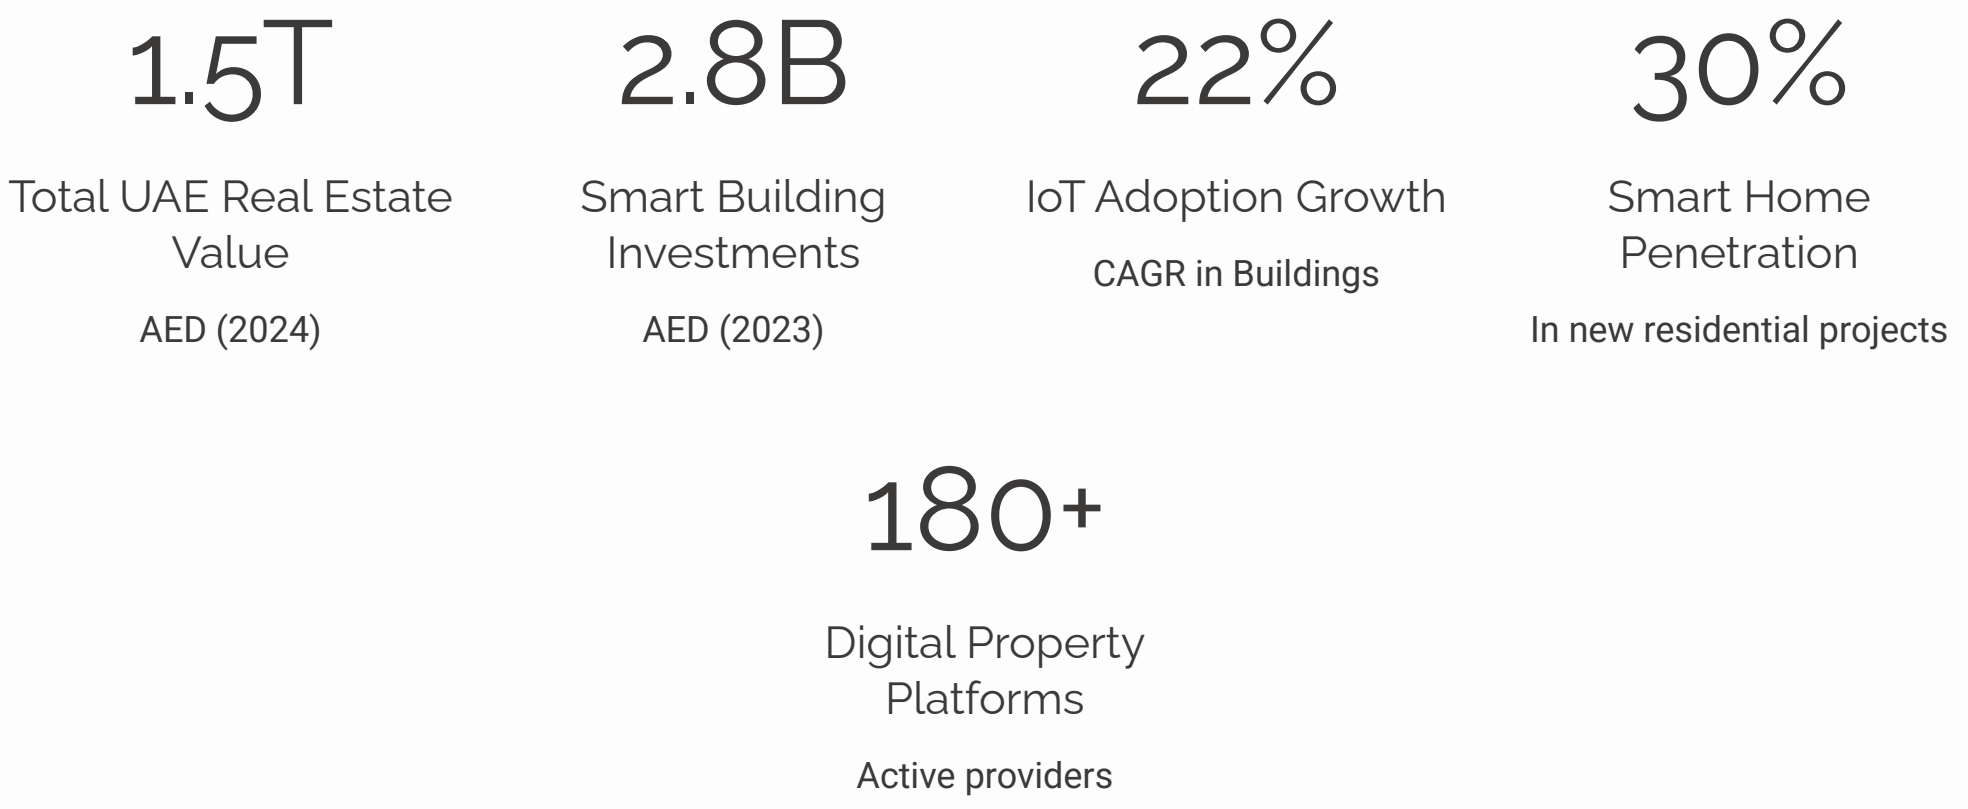 1.5T
Total UAE Real Estate
Value
AED (2024)
2.8B
Smart Building
Investments
AED (2023)
22%
IoT Adoption Growth
CAGR in Buildings
30%
Smart Home
Penetration
In new residential projects
180+
Digital Property
Platforms
Active providers